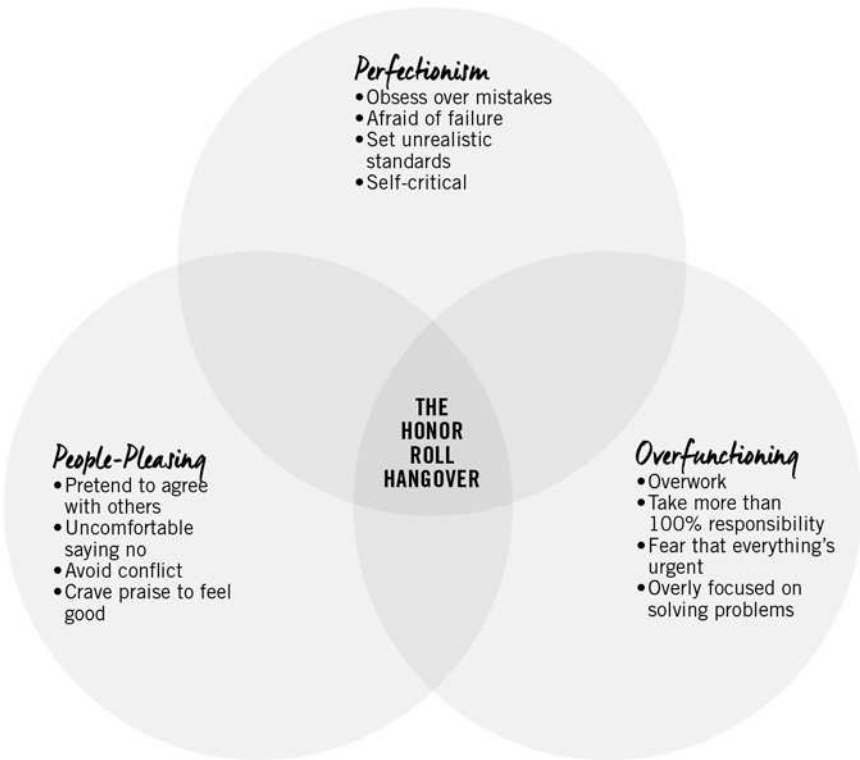 Perfectionism
• Obsess over mistakes
• Afraid of failure
• Set unrealistic
standards
• Self-critical
THE
HONOR
ROLL
HANGOVER
People-Pleasing
• Pretend to agree
with others
• Uncomfortable
saying no
• Avoid conflict
• Crave praise to feel
good
Overfunctioning
• Overwork
• Take more than
100% responsibility
• Fear that everything's
urgent
• Overly focused on
solving problems